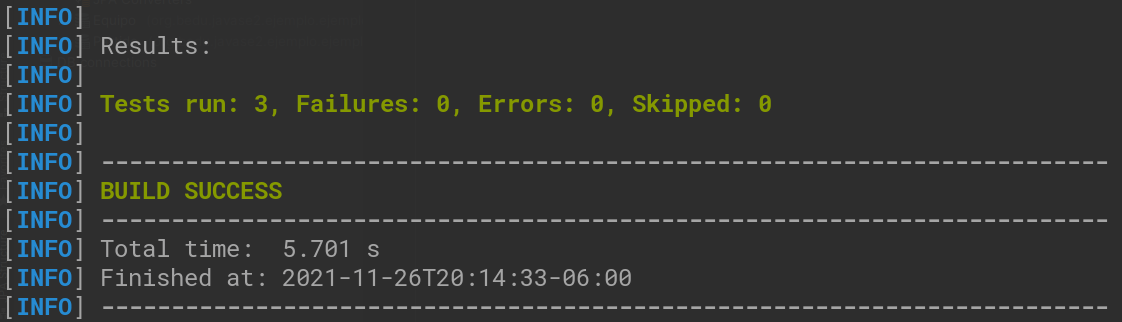 [INFO]
[INFO] Results:
[INFO]
[INFO] Tests run: 3, Failures: 0, Errors: 0, Skipped: 0
[INFO]
[INFO] ------------------------------------------------------------------------
[INFO] BUILD SUCCESS
[INFO] ------------------------------------------------------------------------
[INFO] Total time:  5.701 s
[INFO] Finished at: 2021-11-26T20:14:33-06:00
[INFO] ------------------------------------------------------------------------